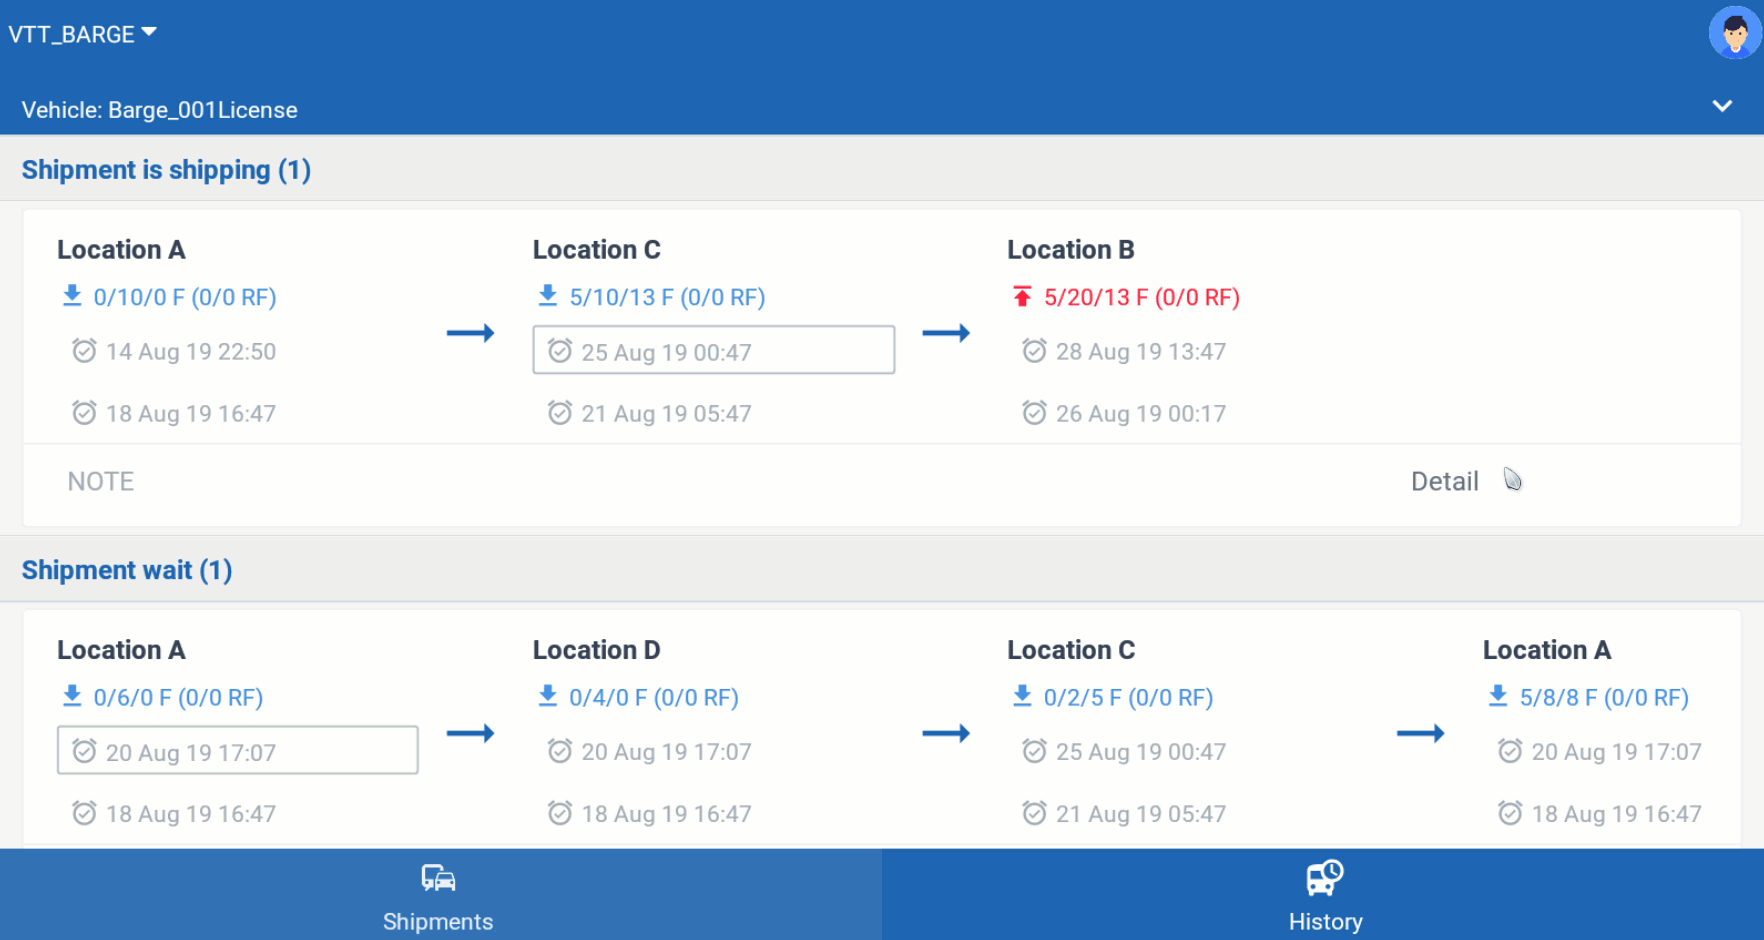 VTT_BARGE
Vehicle: Barge_001License
Shipment is shipping (1)
Location A
0/10/0 F (0/0 RF)
14 Aug 19 22:50
18 Aug 19 16:47
Location C
5/10/13 F (0/0 RF)
25 Aug 19 00:47
21 Aug 19 05:47
Location B
5/20/13 F (0/0 RF)
28 Aug 19 13:47
26 Aug 19 00:17
NOTE
Detail
Shipment wait (1)
Location A
0/6/0 F (0/0 RF)
20 Aug 19 17:07
18 Aug 19 16:47
Location D
0/4/0 F (0/0 RF)
20 Aug 19 17:07
18 Aug 19 16:47
Location C
0/2/5 F (0/0 RF)
25 Aug 19 00:47
21 Aug 19 05:47
Location A
5/8/8 F (0/0 RF)
20 Aug 19 17:07
18 Aug 19 16:47
Shipments
History